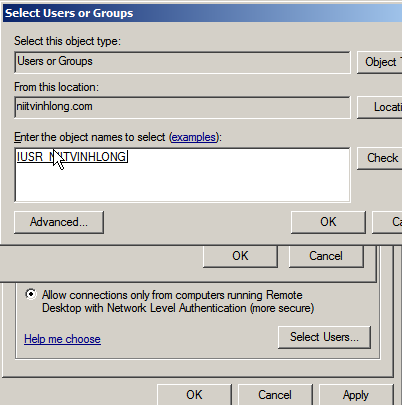 Select Users or Groups
Select this object type:
Users or Groups
Object T
From this location:
niitvinhlong.com
Locati
Enter the object names to select (examples):
IUSR_NIITVINHLONG
Check
Advanced...
OK
Ca
OK
Cancel
Allow connections only from computers running Remote
Desktop with Network Level Authentication (more secure)
Help me choose
Select Users...
OK
Cancel
Apply